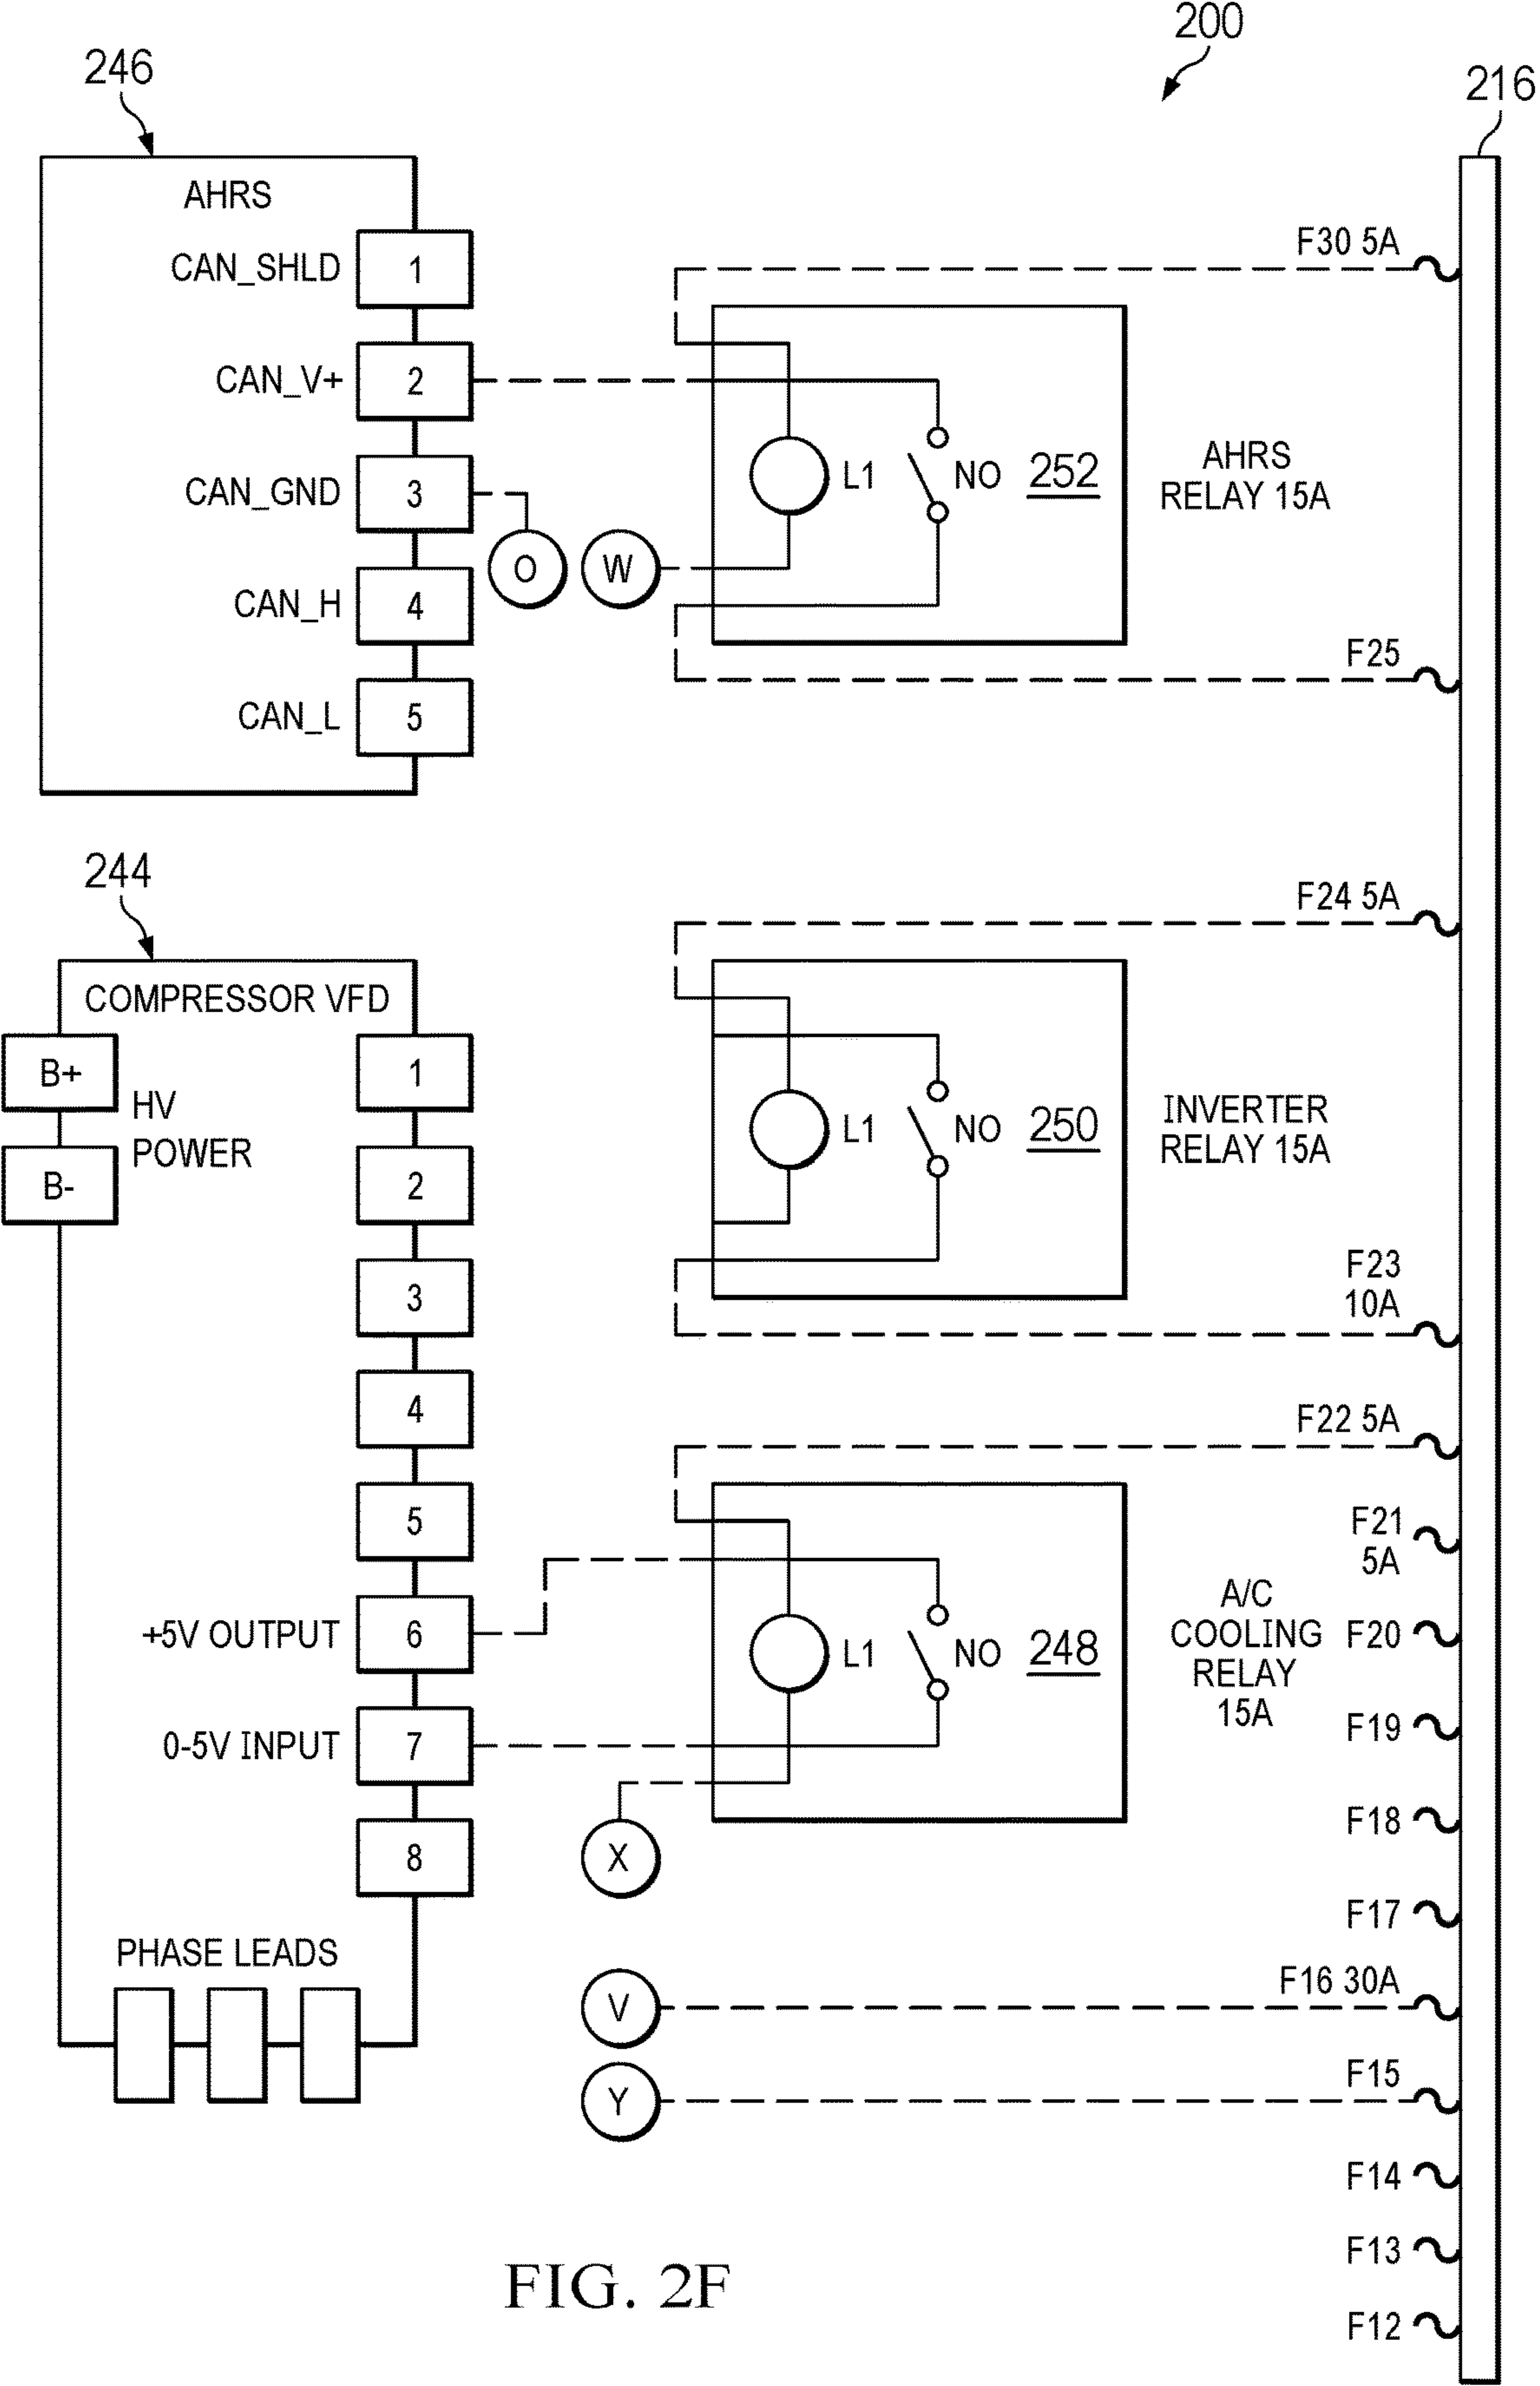 200
246
216
AHRS
CAN_SHLD
1
F30 5A
CAN_V+
2
CAN_GND
3
L1
NO
252
AHRS
RELAY 15A
O
W
CAN_H
4
F25
CAN_L
5
244
F24 5A
COMPRESSOR VFD
B+
HV
POWER
B-
1
2
L1
NO
250
INVERTER
RELAY 15A
3
F23
10A
4
F22 5A
5
F21
5A
+5V OUTPUT
6
L1
NO
248
A/C
COOLING
RELAY
15A
F20
0-5V INPUT
7
F19
8
X
F18
F17
PHASE LEADS
V
F16 30A
Y
F15
F14
F13
F12
FIG. 2F